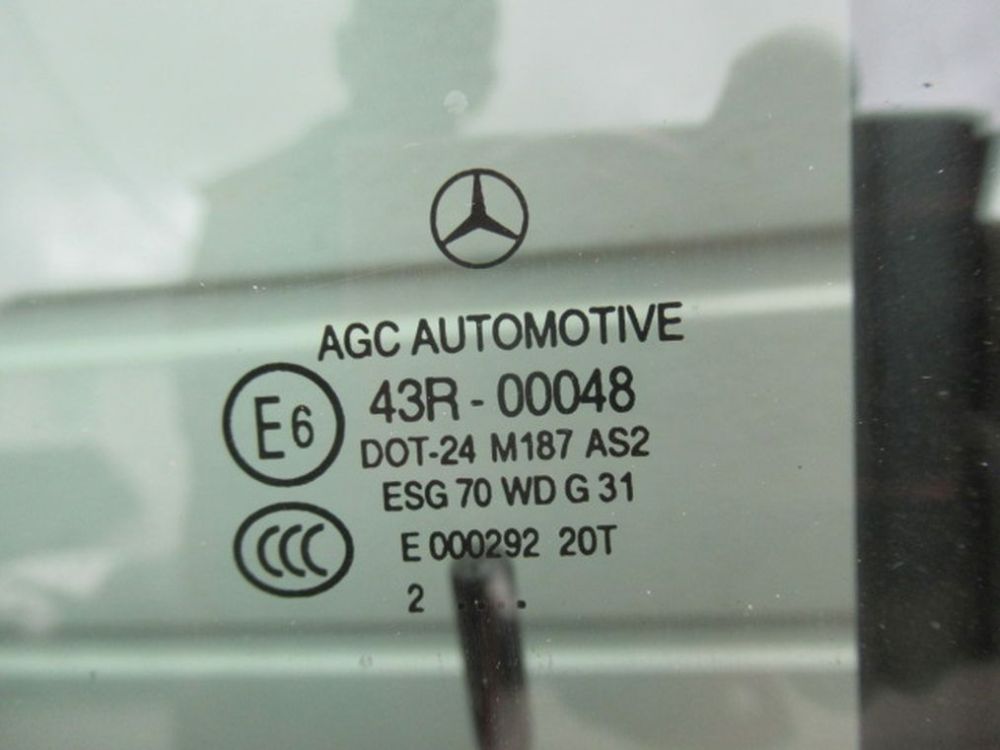 AGC AUTOMOTIVE
E6 43R - 00048
DOT-24 M187 AS2
ESG 70 WD G 31
CCC E 000292 20T
2 ....